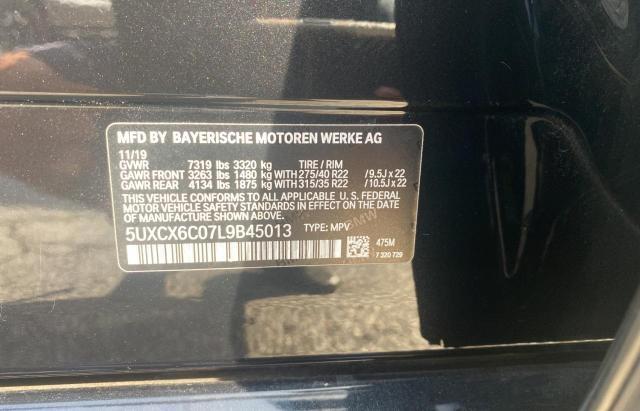 MFD BY BAYERISCHE MOTOREN WERKE AG
11/19
GVWR 7319 lbs 3320 kg TIRE / RIM
GAWR FRONT 3263 lbs 1480 kg WITH 275/40 R22 / 9.5J x 22
GAWR REAR 4134 lbs 1875 kg WITH 315/35 R22 / 10.5J x 22
THIS VEHICLE CONFORMS TO ALL APPLICABLE U.S. FEDERAL
MOTOR VEHICLE SAFETY STANDARDS IN EFFECT ON THE
DATE OF MANUFACTURE SHOWN ABOVE.
5UXCX6C07L9B45013 TYPE: MPV
475M
7 320 729
BMW